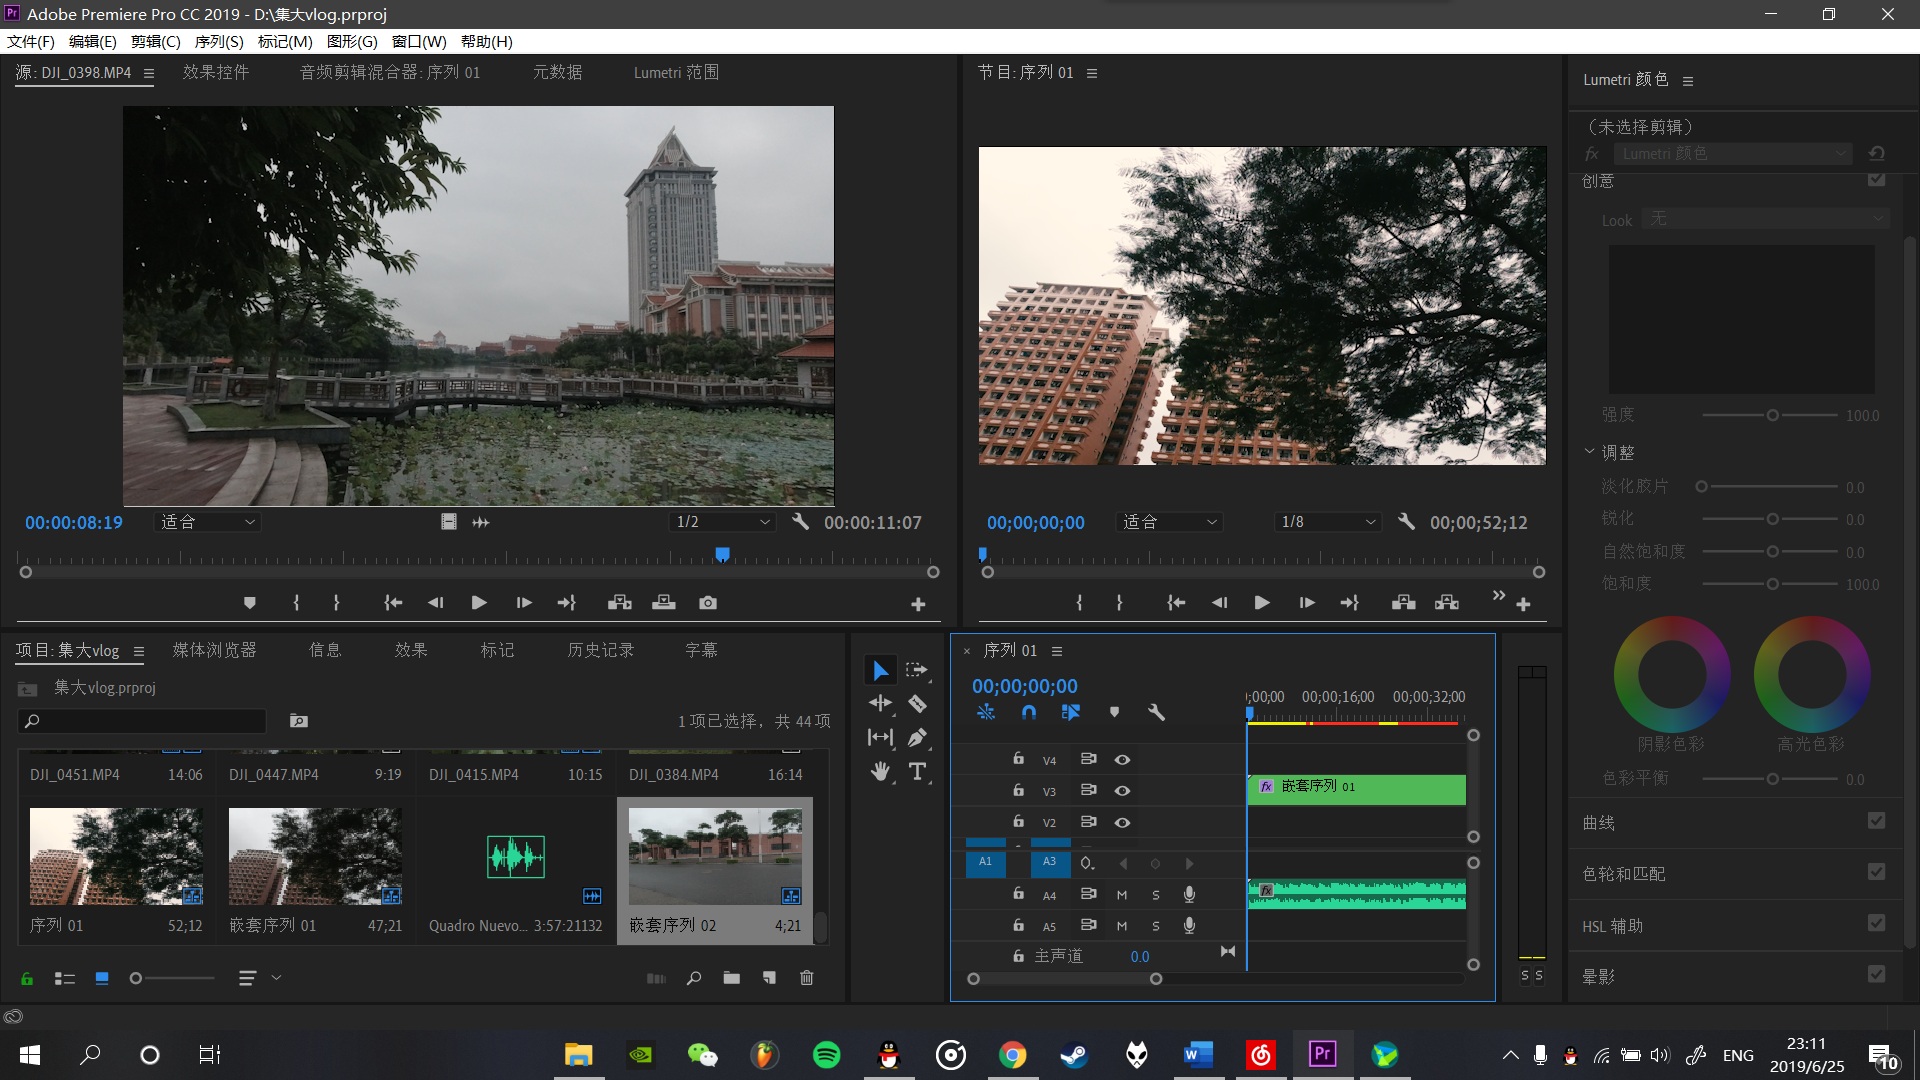 Adobe Premiere Pro CC 2019 - D:\集大vlog.prproj
文件(F) 编辑(E) 剪辑(C) 序列(S) 标记(M) 图形(G) 窗口(W) 帮助(H)
源: DJI_0398.MP4 效果控件 音频剪辑混合器: 序列 01 元数据 Lumetri 范围
节目: 序列 01
Lumetri 颜色
（未选择剪辑）
fx Lumetri 颜色
创意
Look 无
强度 100.0
调整
淡化胶片 0.0
锐化 0.0
自然饱和度 0.0
饱和度 100.0
阴影色彩 高光色彩
色彩平衡 0.0
曲线
色轮和匹配
HSL 辅助
晕影
00:00:08:19 适合 1/2 00:00:11:07
00;00;00;00 适合 1/8 00;00;52;12
项目: 集大vlog 媒体浏览器 信息 效果 标记 历史记录 字幕
集大vlog.prproj
1 项已选择，共 44 项
DJI_0451.MP4 14:06 DJI_0447.MP4 9:19 DJI_0415.MP4 10:15 DJI_0384.MP4 16:14
序列 01 52;12 嵌套序列 01 47;21 Quadro Nuevo... 3:57:21132 嵌套序列 02 4;21
× 序列 01
00;00;00;00
;00;00 00;00;16;00 00;00;32;00
V4
V3 fx 嵌套序列 01
V2
A1 A3
A4 M S fx
A5 M S
主声道 0.0
S S
Pr
ENG
23:11
2019/6/25
10